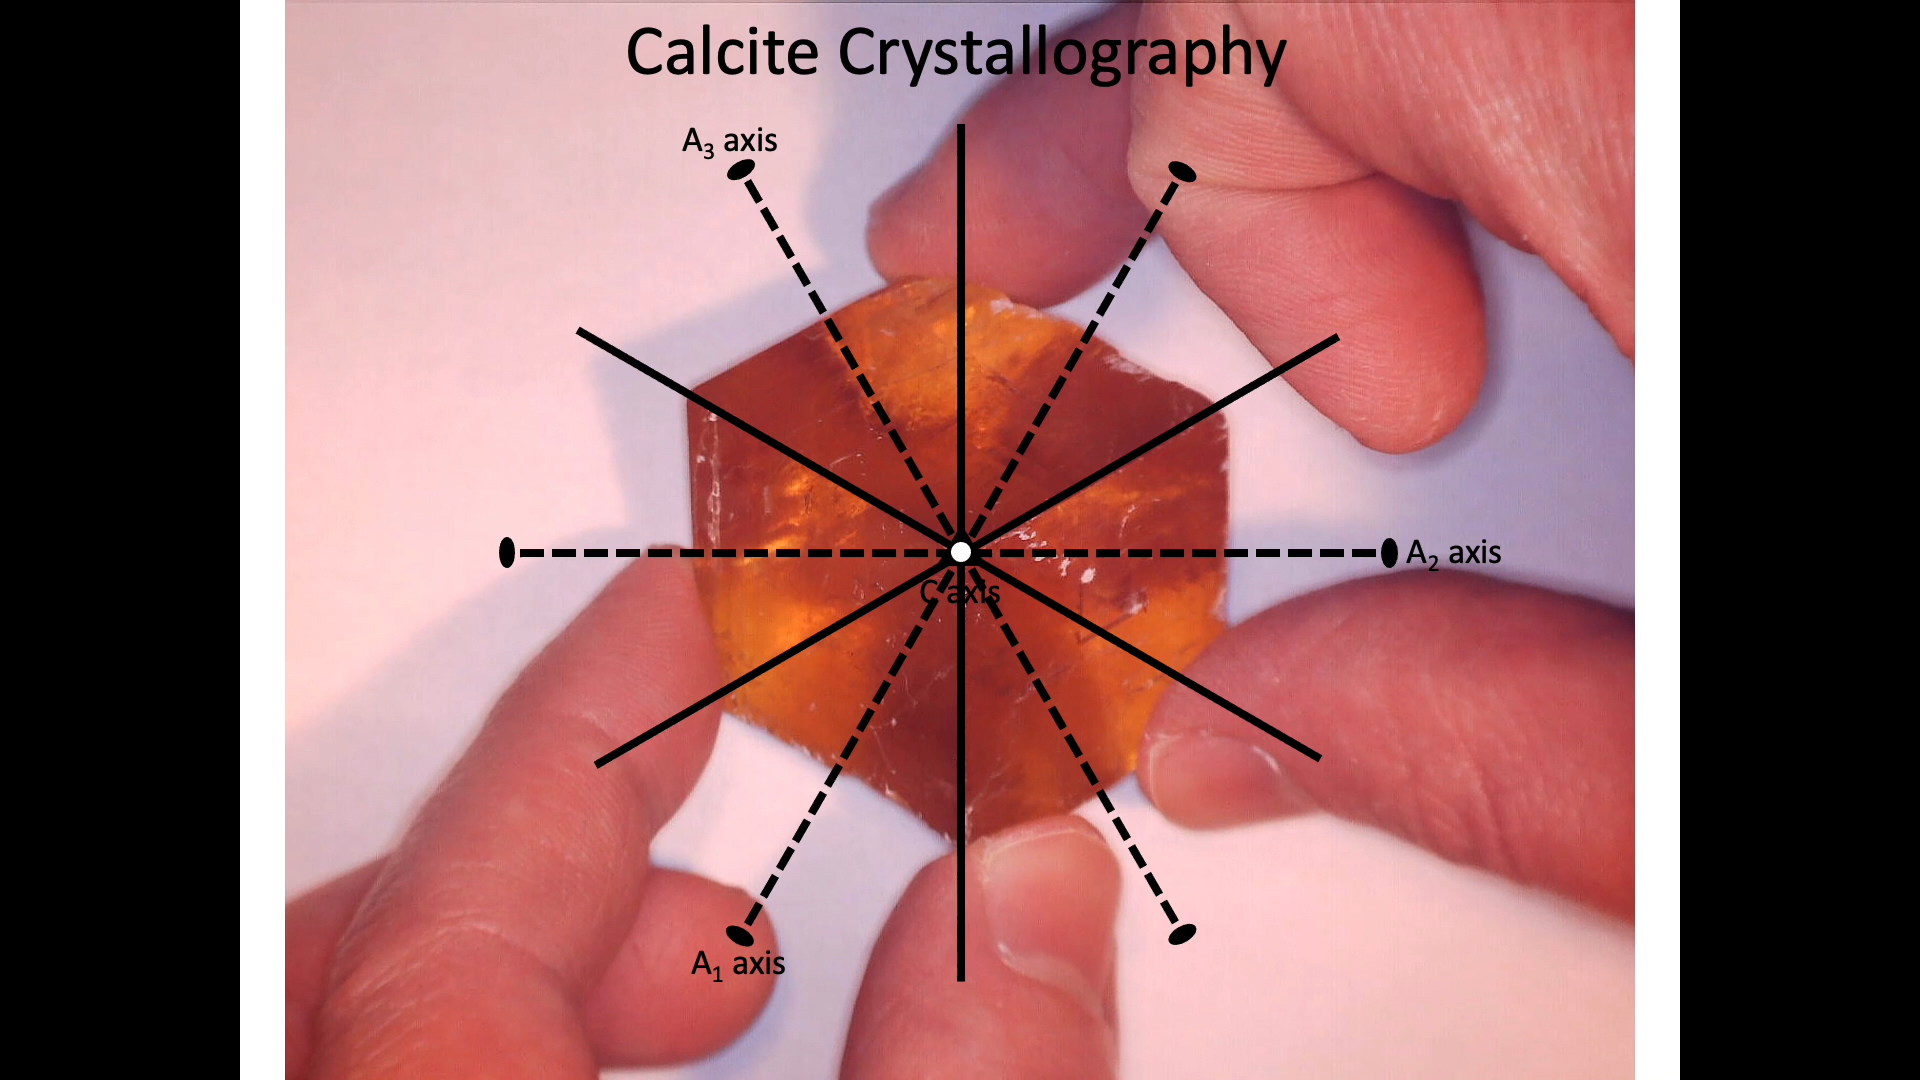 Calcite Crystallography
A₃ axis
A₂ axis
C axis
A₁ axis